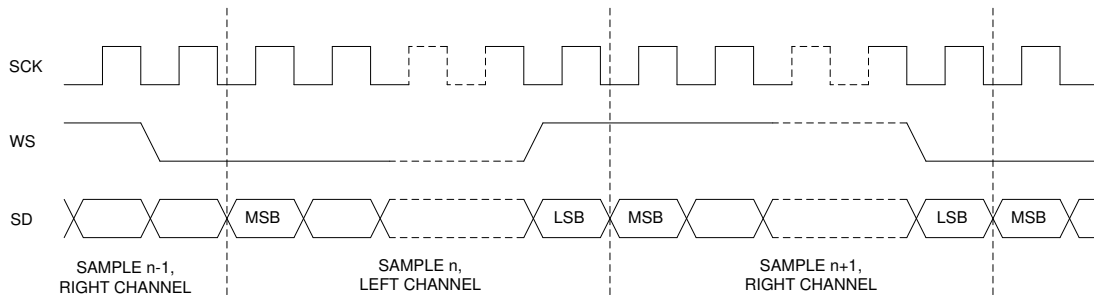 SCK
WS
SD
MSB
LSB
MSB
LSB
MSB
SAMPLE n-1,
RIGHT CHANNEL
SAMPLE n,
LEFT CHANNEL
SAMPLE n+1,
RIGHT CHANNEL